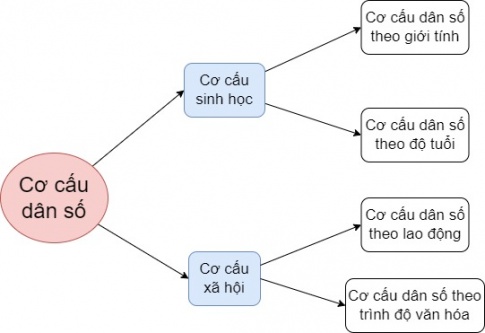 Cơ cấu
dân số
Cơ cấu
sinh học
Cơ cấu dân số
theo giới tính
Cơ cấu dân số
theo độ tuổi
Cơ cấu
xã hội
Cơ cấu dân số
theo lao động
Cơ cấu dân số theo
trình độ văn hóa